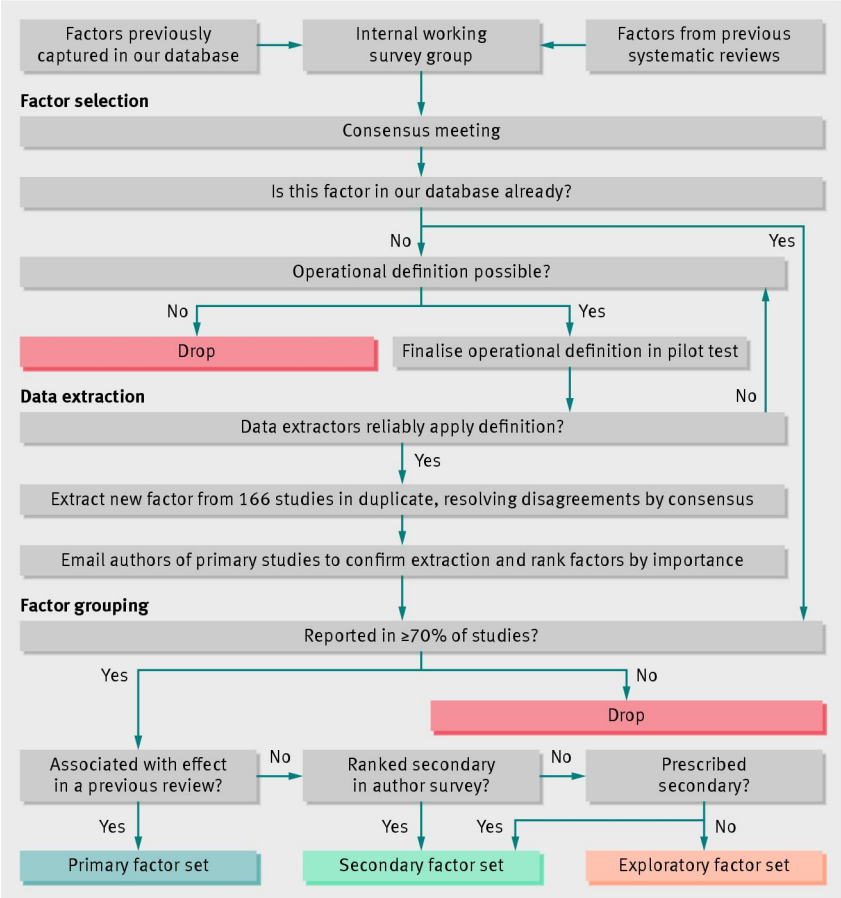 Factors previously
captured in our database
Internal working
survey group
Factors from previous
systematic reviews
Factor selection
Consensus meeting
Is this factor in our database already?
No
Yes
Operational definition possible?
No
Yes
Drop
Finalise operational definition in pilot test
Data extraction
No
Data extractors reliably apply definition?
Yes
Extract new factor from 166 studies in duplicate, resolving disagreements by consensus
Email authors of primary studies to confirm extraction and rank factors by importance
Factor grouping
Reported in ≥70% of studies?
Yes
No
Drop
Associated with effect
in a previous review?
No
Ranked secondary
in author survey?
No
Prescribed
secondary?
Yes
Yes
Yes
No
Primary factor set
Secondary factor set
Exploratory factor set